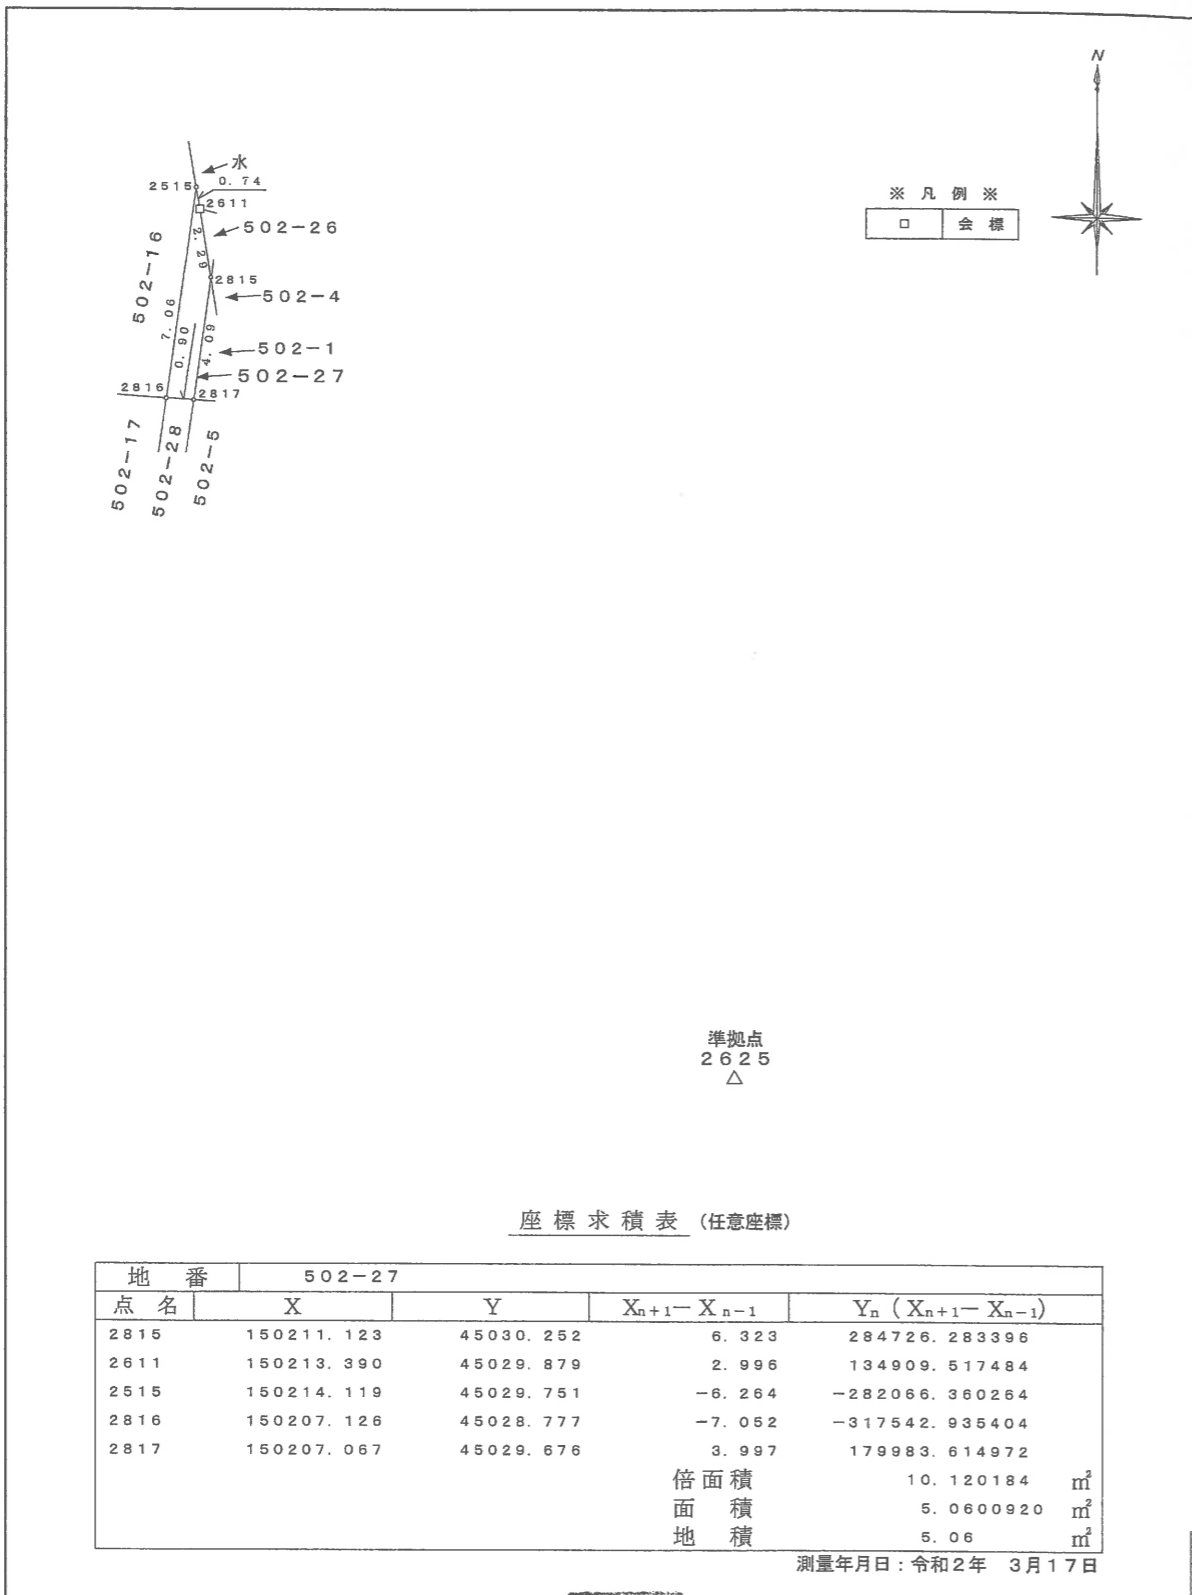 N
水
2515
0.74
2611
502-26
2.29
502-16
2815
502-4
7.06
0.90
4.09
502-1
502-27
2816
2817
502-17
502-28
502-5
※ 凡 例 ※
□ 会 標
準拠点
2625
△
座 標 求 積 表 (任意座標)
地 番 502-27
点 名 X Y Xn+1－Xn-1 Yn (Xn+1－Xn-1)
2815 150211.123 45030.252 6.323 284726.283396
2611 150213.390 45029.879 2.996 134909.517484
2515 150214.119 45029.751 -6.264 -282066.360264
2816 150207.126 45028.777 -7.052 -317542.935404
2817 150207.067 45029.676 3.997 179983.614972
倍面積 10.120184 ㎡
面 積 5.0600920 ㎡
地 積 5.06 ㎡
測量年月日：令和2年 3月17日